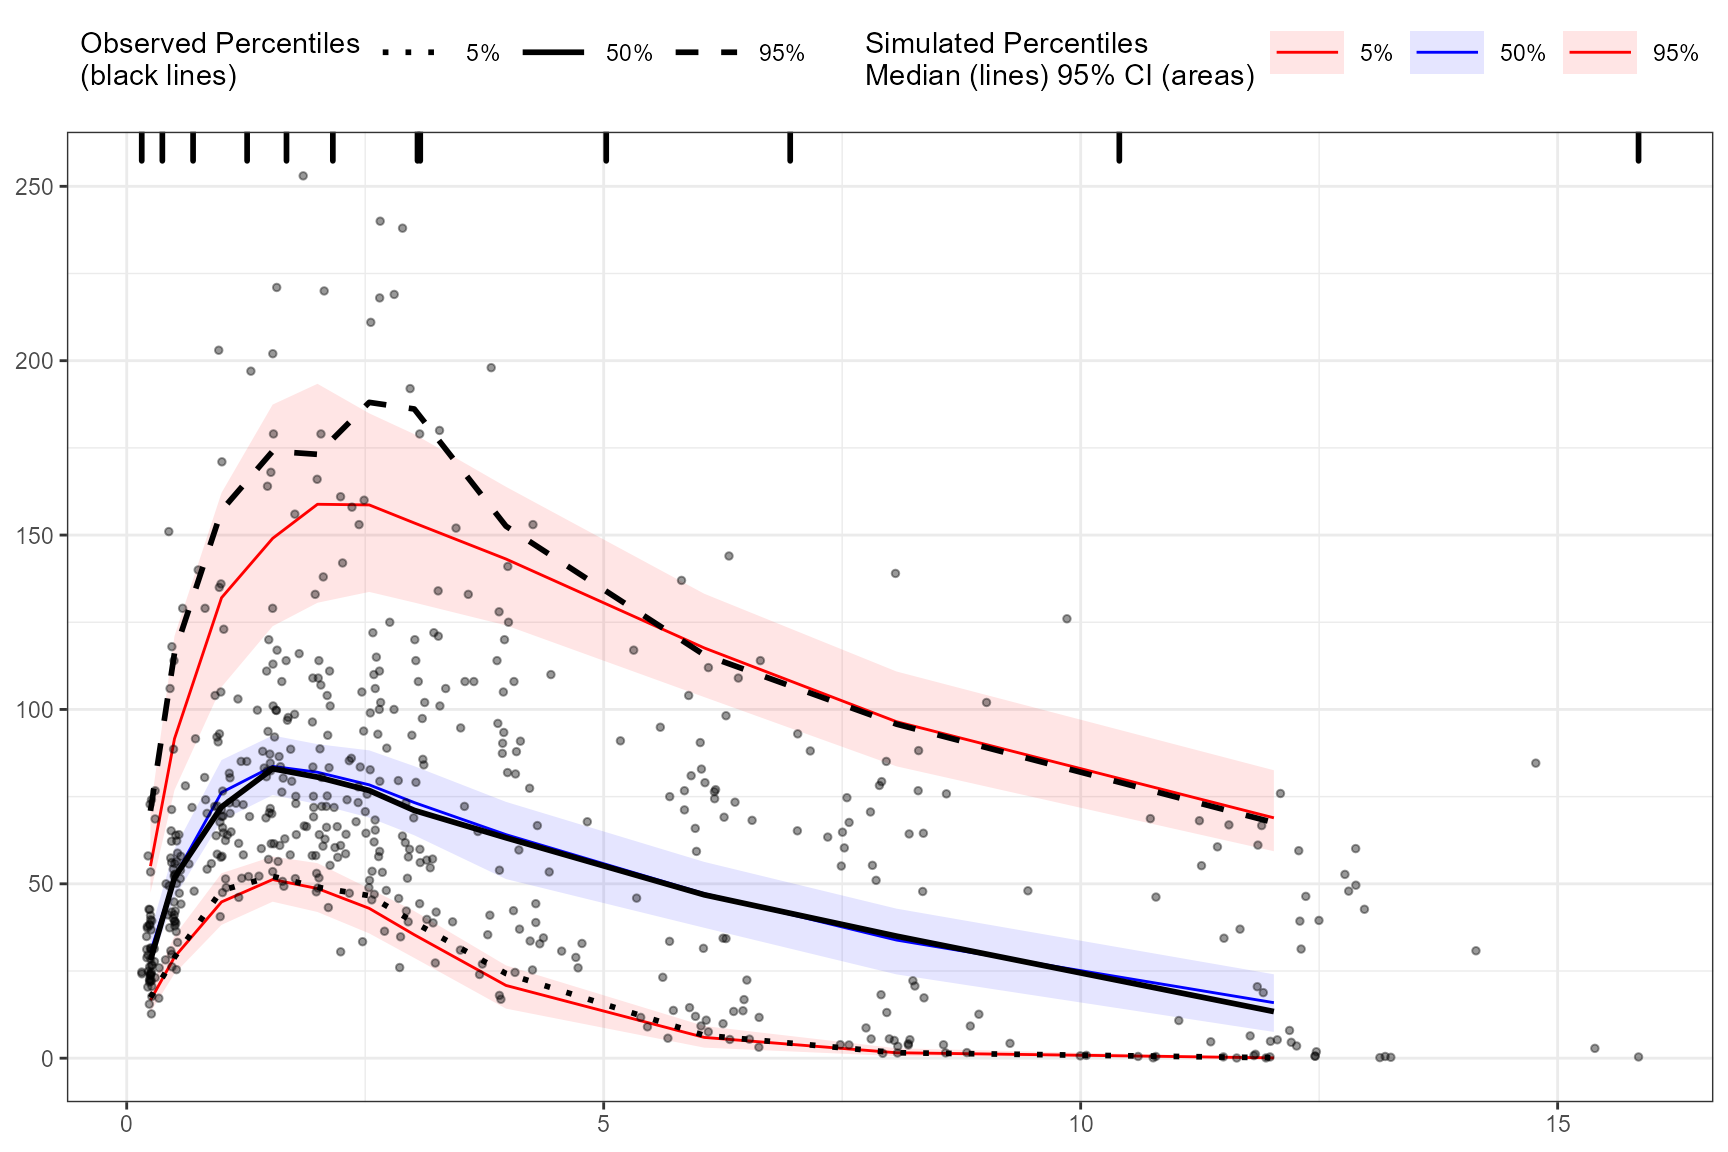 Observed Percentiles
(black lines)
5% 50% 95%
Simulated Percentiles
Median (lines) 95% CI (areas)
5% 50% 95%
250
200
150
100
50
0
0 5 10 15